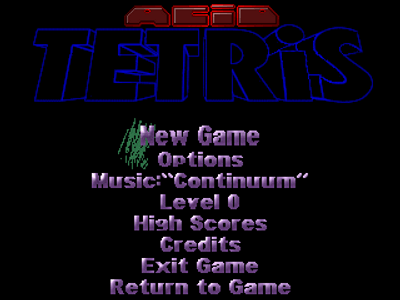 ACiD
TETRiS
New Game
Options
Music:"Continuum"
Level 0
High Scores
Credits
Exit Game
Return to Game